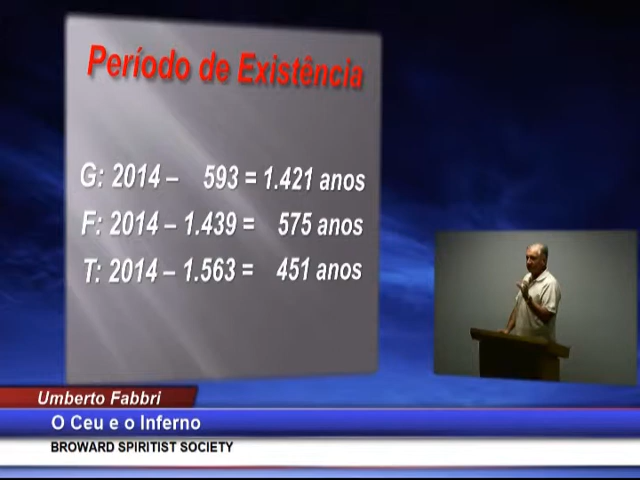 Período de Existência
G: 2014 – 593 = 1.421 anos
F: 2014 – 1.439 = 575 anos
T: 2014 – 1.563 = 451 anos
Umberto Fabbri
O Ceu e o Inferno
BROWARD SPIRITIST SOCIETY